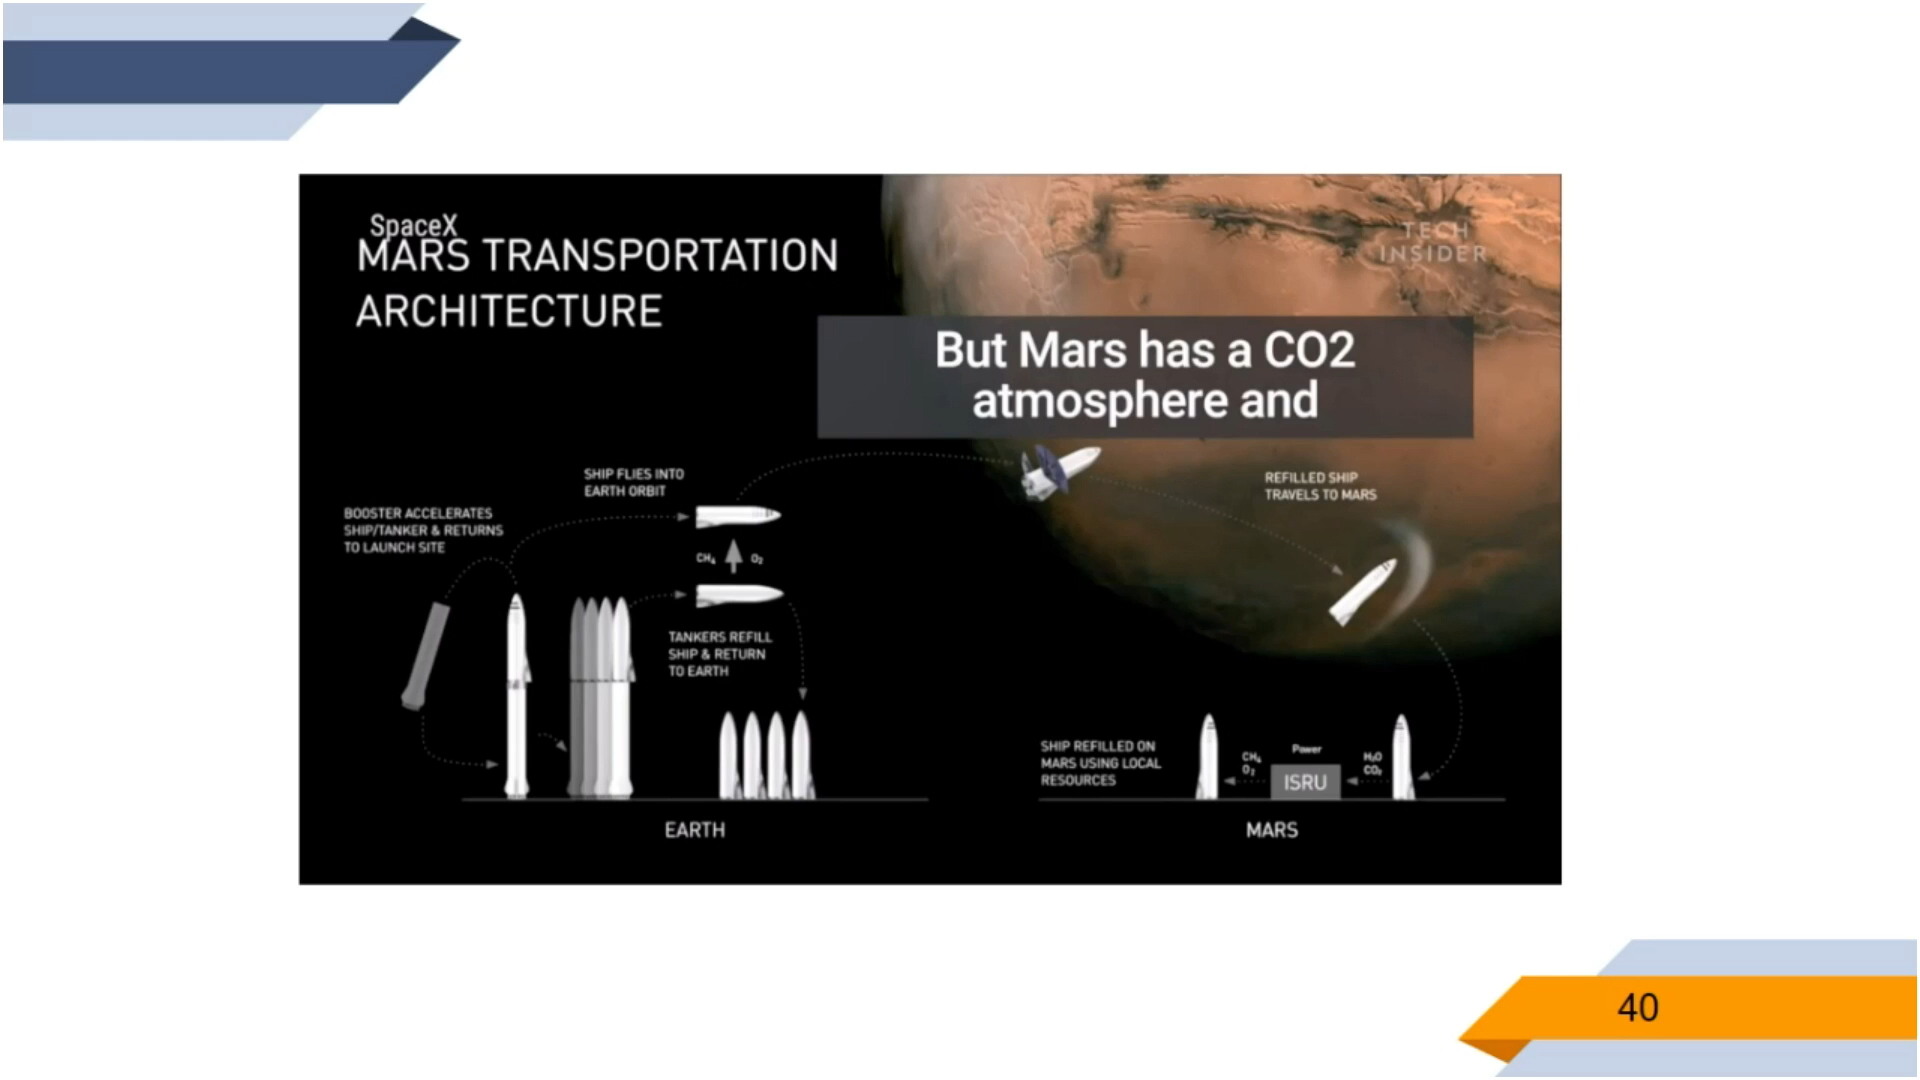 SpaceX
MARS TRANSPORTATION
ARCHITECTURE
TECH
INSIDER
But Mars has a CO2
atmosphere and
SHIP FLIES INTO
EARTH ORBIT
REFILLED SHIP
TRAVELS TO MARS
BOOSTER ACCELERATES
SHIP/TANKER & RETURNS
TO LAUNCH SITE
CH₄ O₂
TANKERS REFILL
SHIP & RETURN
TO EARTH
SHIP REFILLED ON
MARS USING LOCAL
RESOURCES
CH₄
O₂
Power
ISRU
H₂O
CO₂
EARTH
MARS
40